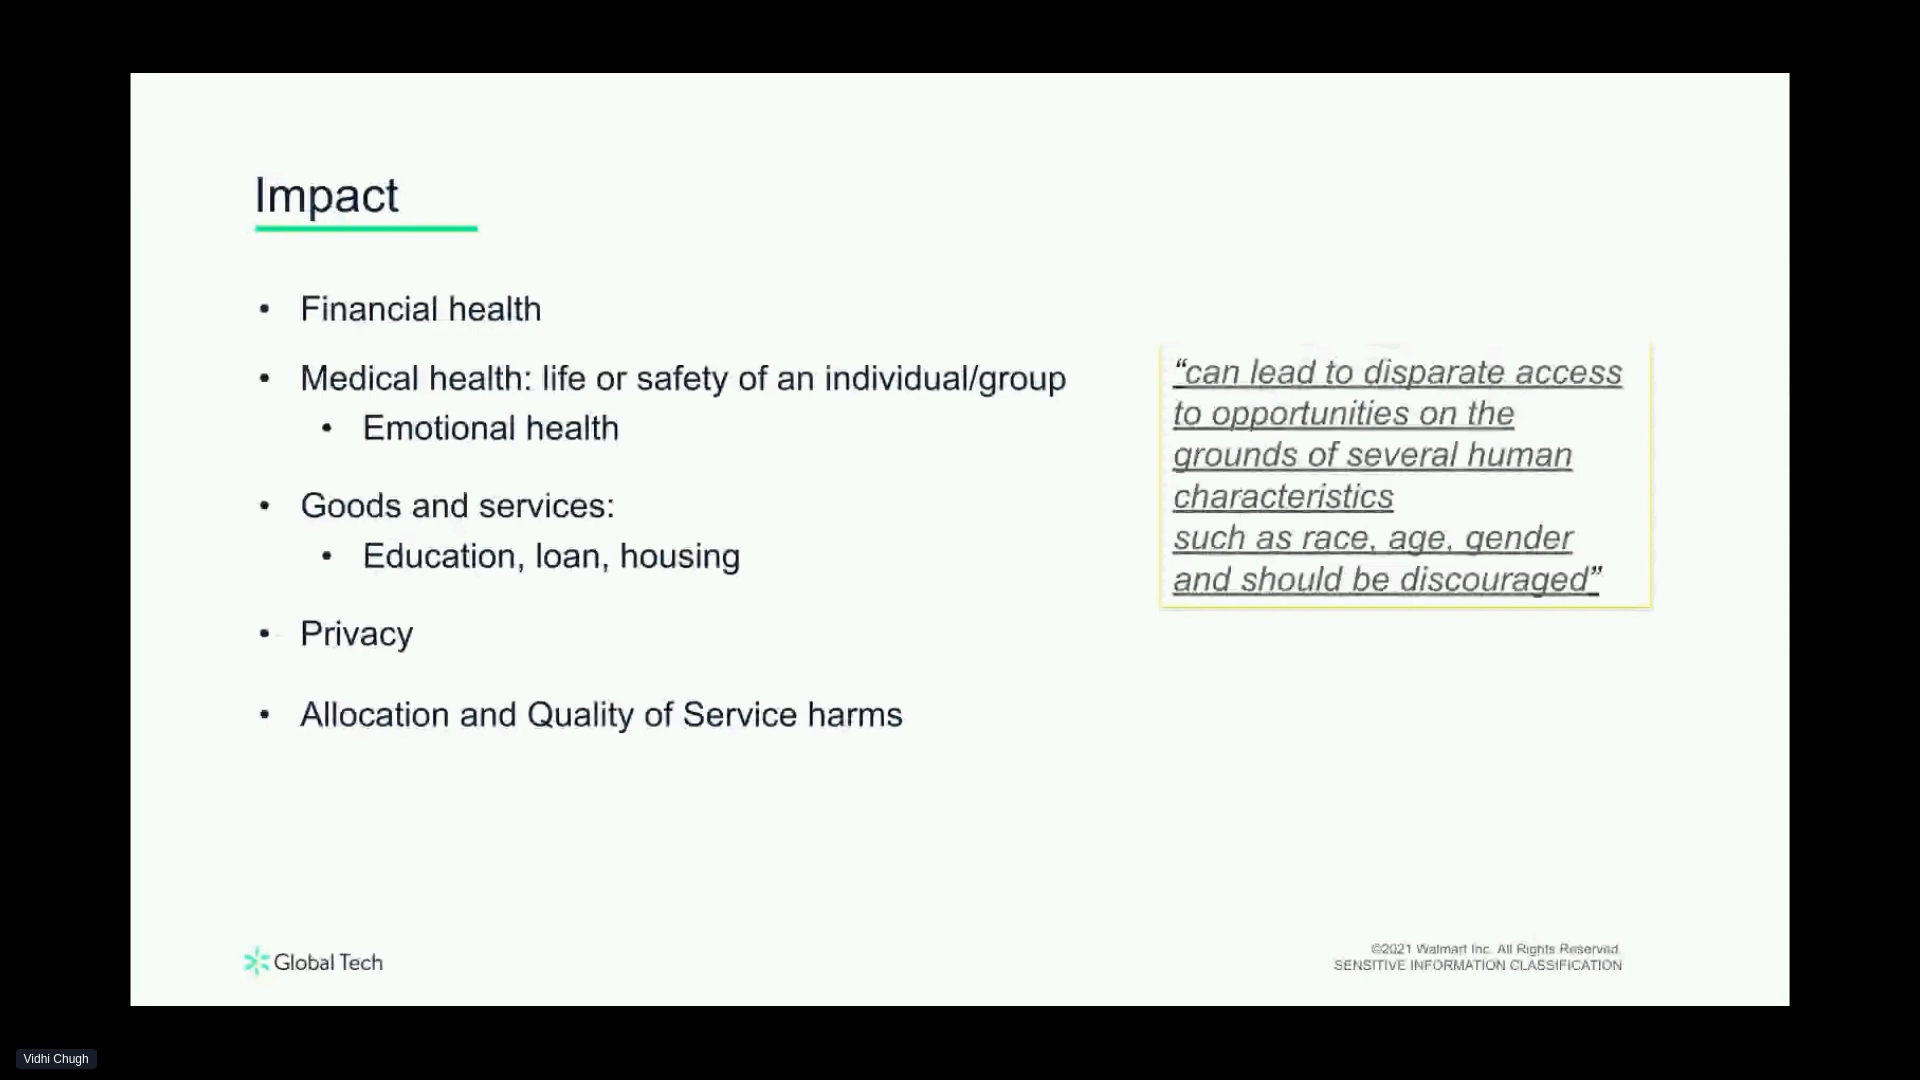 Impact
• Financial health
• Medical health: life or safety of an individual/group
• Emotional health
• Goods and services:
• Education, loan, housing
• Privacy
• Allocation and Quality of Service harms
“can lead to disparate access
to opportunities on the
grounds of several human
characteristics
such as race, age, gender
and should be discouraged”
Global Tech
©2021 Walmart Inc. All Rights Reserved.
SENSITIVE INFORMATION CLASSIFICATION
Vidhi Chugh